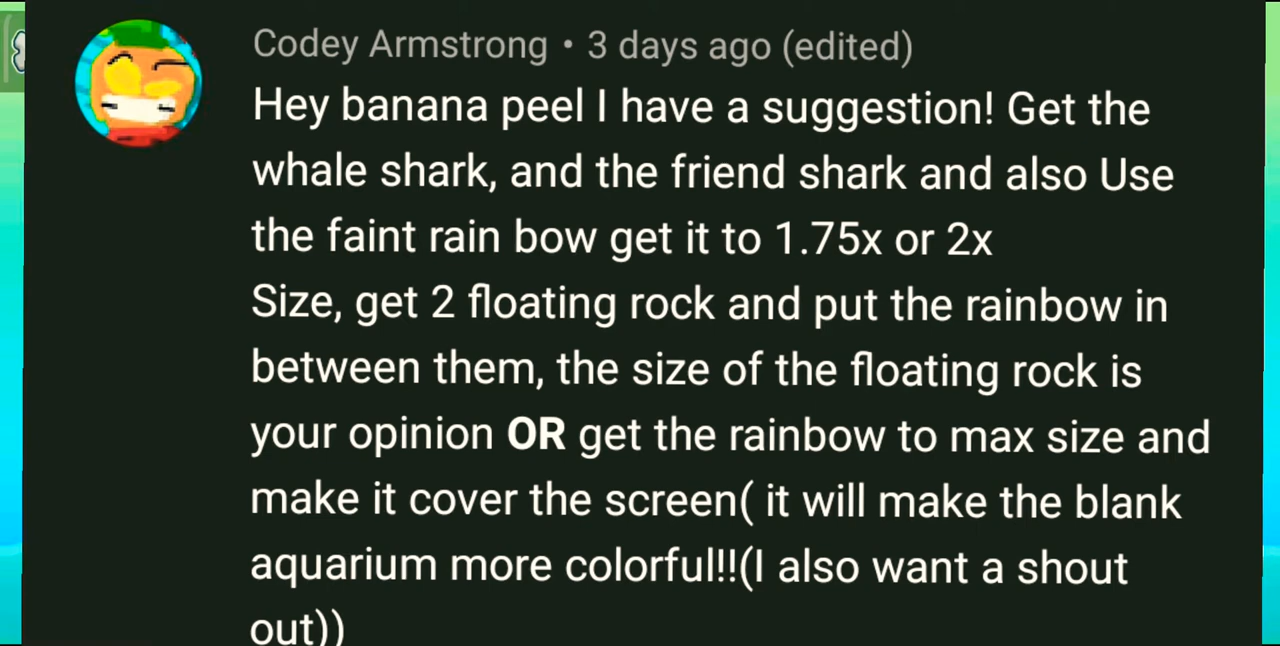 Codey Armstrong • 3 days ago (edited)
Hey banana peel I have a suggestion! Get the
whale shark, and the friend shark and also Use
the faint rain bow get it to 1.75x or 2x
Size, get 2 floating rock and put the rainbow in
between them, the size of the floating rock is
your opinion OR get the rainbow to max size and
make it cover the screen( it will make the blank
aquarium more colorful!!(I also want a shout
out))